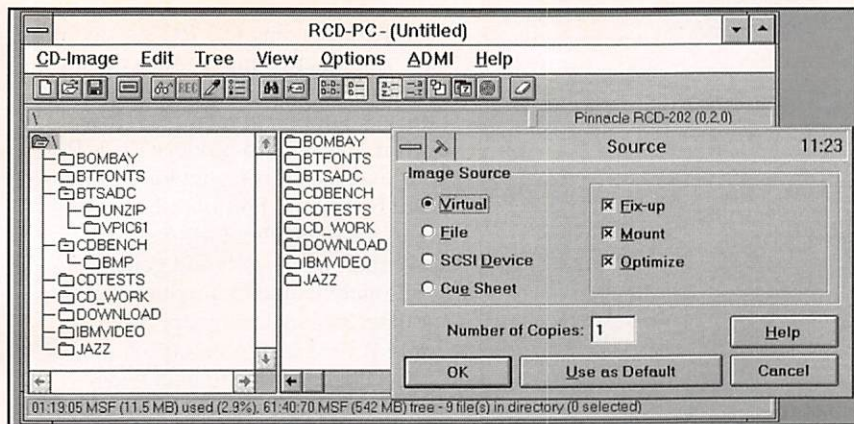 RCD-PC - (Untitled)
CD-Image Edit Tree View Options ADMI Help
REC
\ Pinnacle RCD-202 (0,2,0)
\
BOMBAY
BTFONTS
BTSADC
UNZIP
VPIC61
CDBENCH
BMP
CDTESTS
CD_WORK
DOWNLOAD
IBMVIDEO
JAZZ
BOMBAY
BTFONTS
BTSADC
CDBENCH
CDTESTS
CD_WORK
DOWNLOAD
IBMVIDEO
JAZZ
Source 11:23
Image Source
Virtual
File
SCSI Device
Cue Sheet
Fix-up
Mount
Optimize
Number of Copies: 1
Help
OK Use as Default Cancel
01:19:05 MSF (11.5 MB) used (2.9%), 61:40:70 MSF (542 MB) free - 9 file(s) in directory (0 selected)